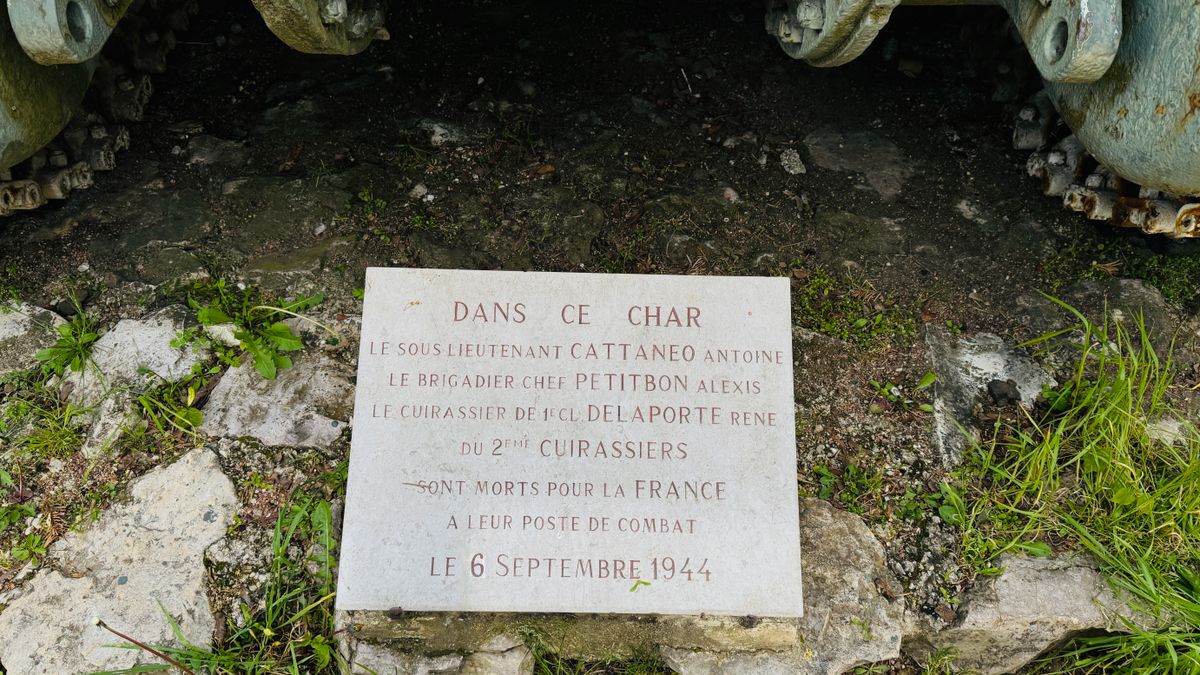 DANS CE CHAR
LE SOUS LIEUTENANT CATTANEO ANTOINE
LE BRIGADIER CHEF PETITBON ALEXIS
LE CUIRASSIER DE 1E CL. DELAPORTE RENE
DU 2EME CUIRASSIERS
SONT MORTS POUR LA FRANCE
A LEUR POSTE DE COMBAT
LE 6 SEPTEMBRE 1944